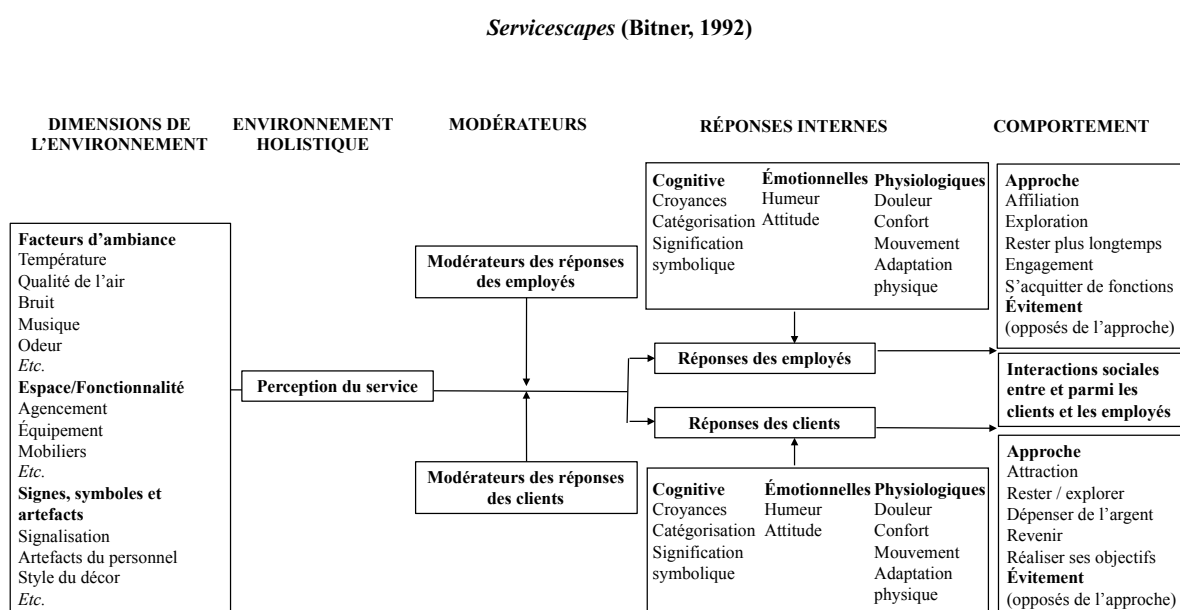 Servicescapes (Bitner, 1992)
DIMENSIONS DE
L'ENVIRONNEMENT
ENVIRONNEMENT
HOLISTIQUE
MODÉRATEURS
RÉPONSES INTERNES
COMPORTEMENT
Facteurs d'ambiance
Température
Qualité de l'air
Bruit
Musique
Odeur
Etc.
Espace/Fonctionnalité
Agencement
Équipement
Mobiliers
Etc.
Signes, symboles et
artefacts
Signalisation
Artefacts du personnel
Style du décor
Etc.
Perception du service
Modérateurs des réponses
des employés
Modérateurs des réponses
des clients
Cognitive
Croyances
Catégorisation
Signification
symbolique
Émotionnelles
Humeur
Attitude
Physiologiques
Douleur
Confort
Mouvement
Adaptation
physique
Réponses des employés
Réponses des clients
Cognitive
Croyances
Catégorisation
Signification
symbolique
Émotionnelles
Humeur
Attitude
Physiologiques
Douleur
Confort
Mouvement
Adaptation
physique
Approche
Affiliation
Exploration
Rester plus longtemps
Engagement
S'acquitter de fonctions
Évitement
(opposés de l'approche)
Interactions sociales
entre et parmi les
clients et les employés
Approche
Attraction
Rester / explorer
Dépenser de l'argent
Revenir
Réaliser ses objectifs
Évitement
(opposés de l'approche)